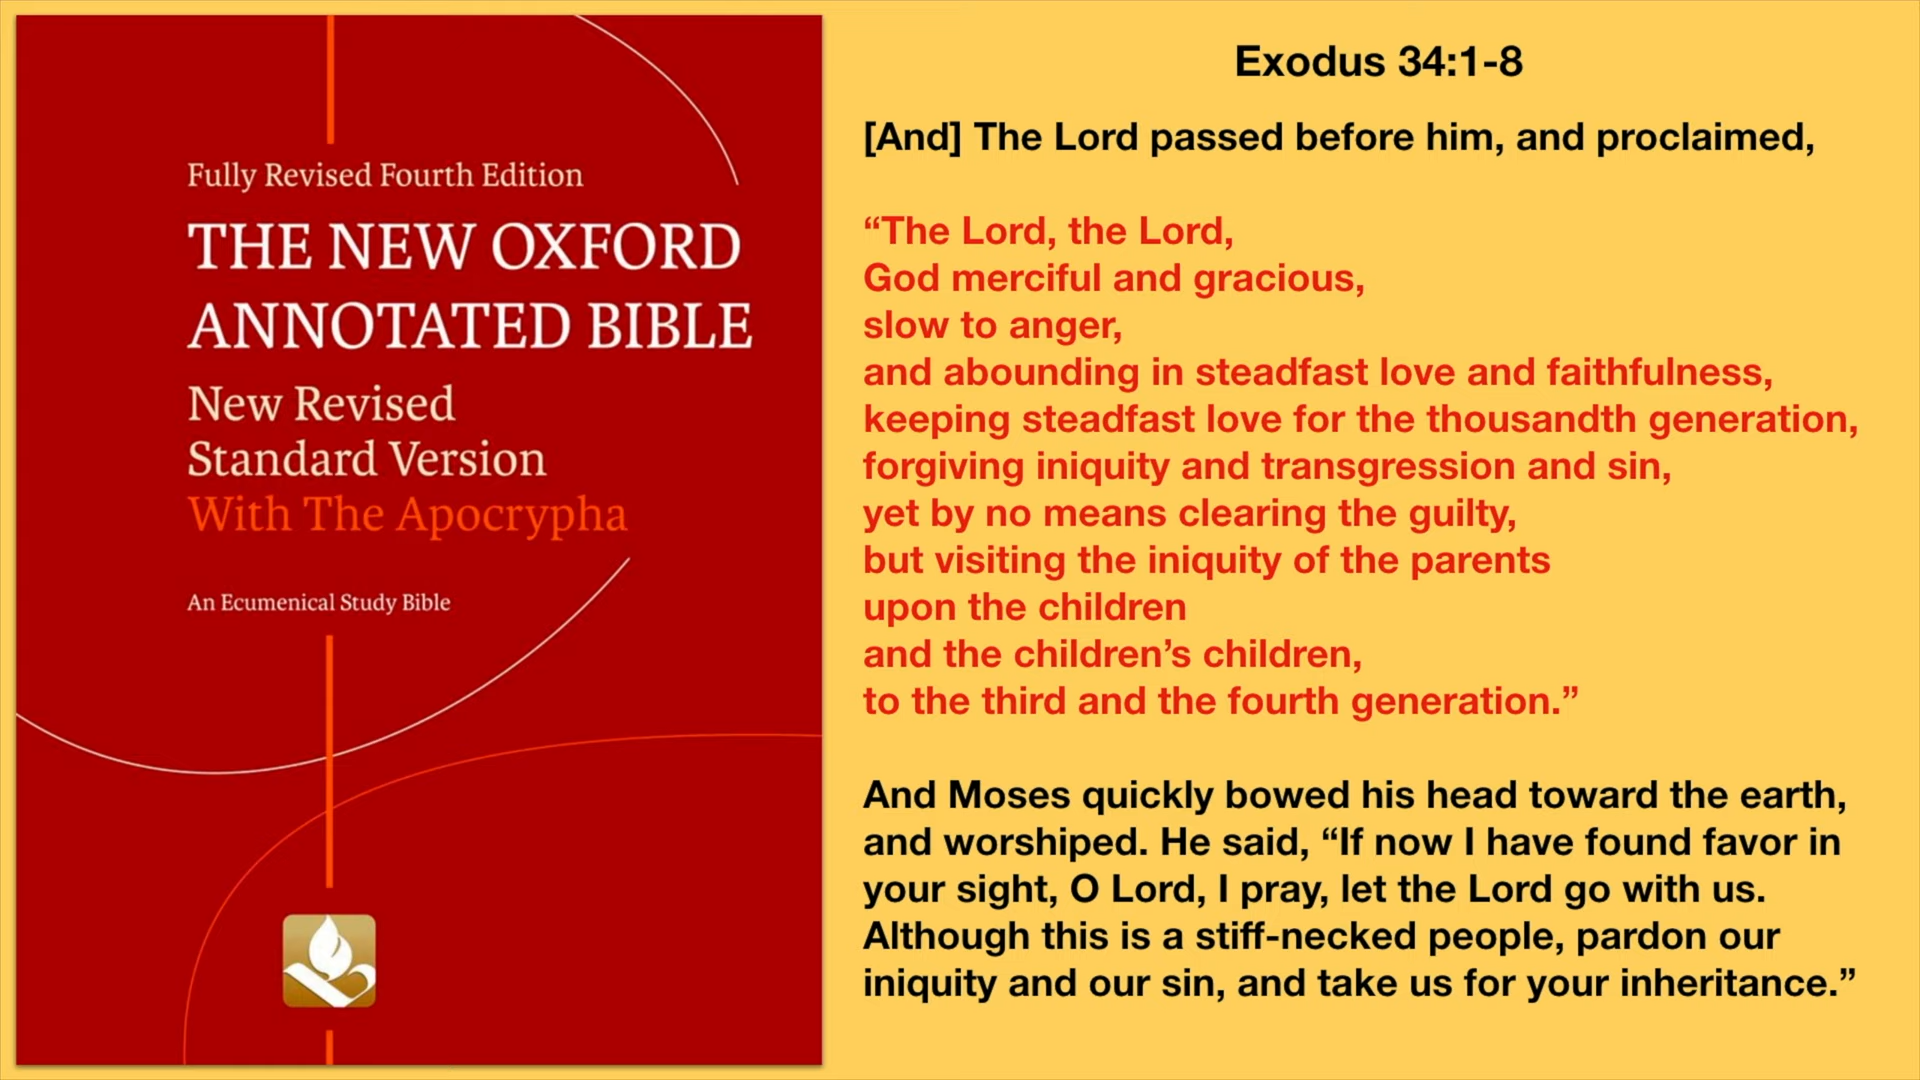 Fully Revised Fourth Edition
THE NEW OXFORD
ANNOTATED BIBLE
New Revised
Standard Version
With The Apocrypha
An Ecumenical Study Bible
Exodus 34:1-8
[And] The Lord passed before him, and proclaimed,
“The Lord, the Lord,
God merciful and gracious,
slow to anger,
and abounding in steadfast love and faithfulness,
keeping steadfast love for the thousandth generation,
forgiving iniquity and transgression and sin,
yet by no means clearing the guilty,
but visiting the iniquity of the parents
upon the children
and the children’s children,
to the third and the fourth generation.”
And Moses quickly bowed his head toward the earth,
and worshiped. He said, “If now I have found favor in
your sight, O Lord, I pray, let the Lord go with us.
Although this is a stiff-necked people, pardon our
iniquity and our sin, and take us for your inheritance.”